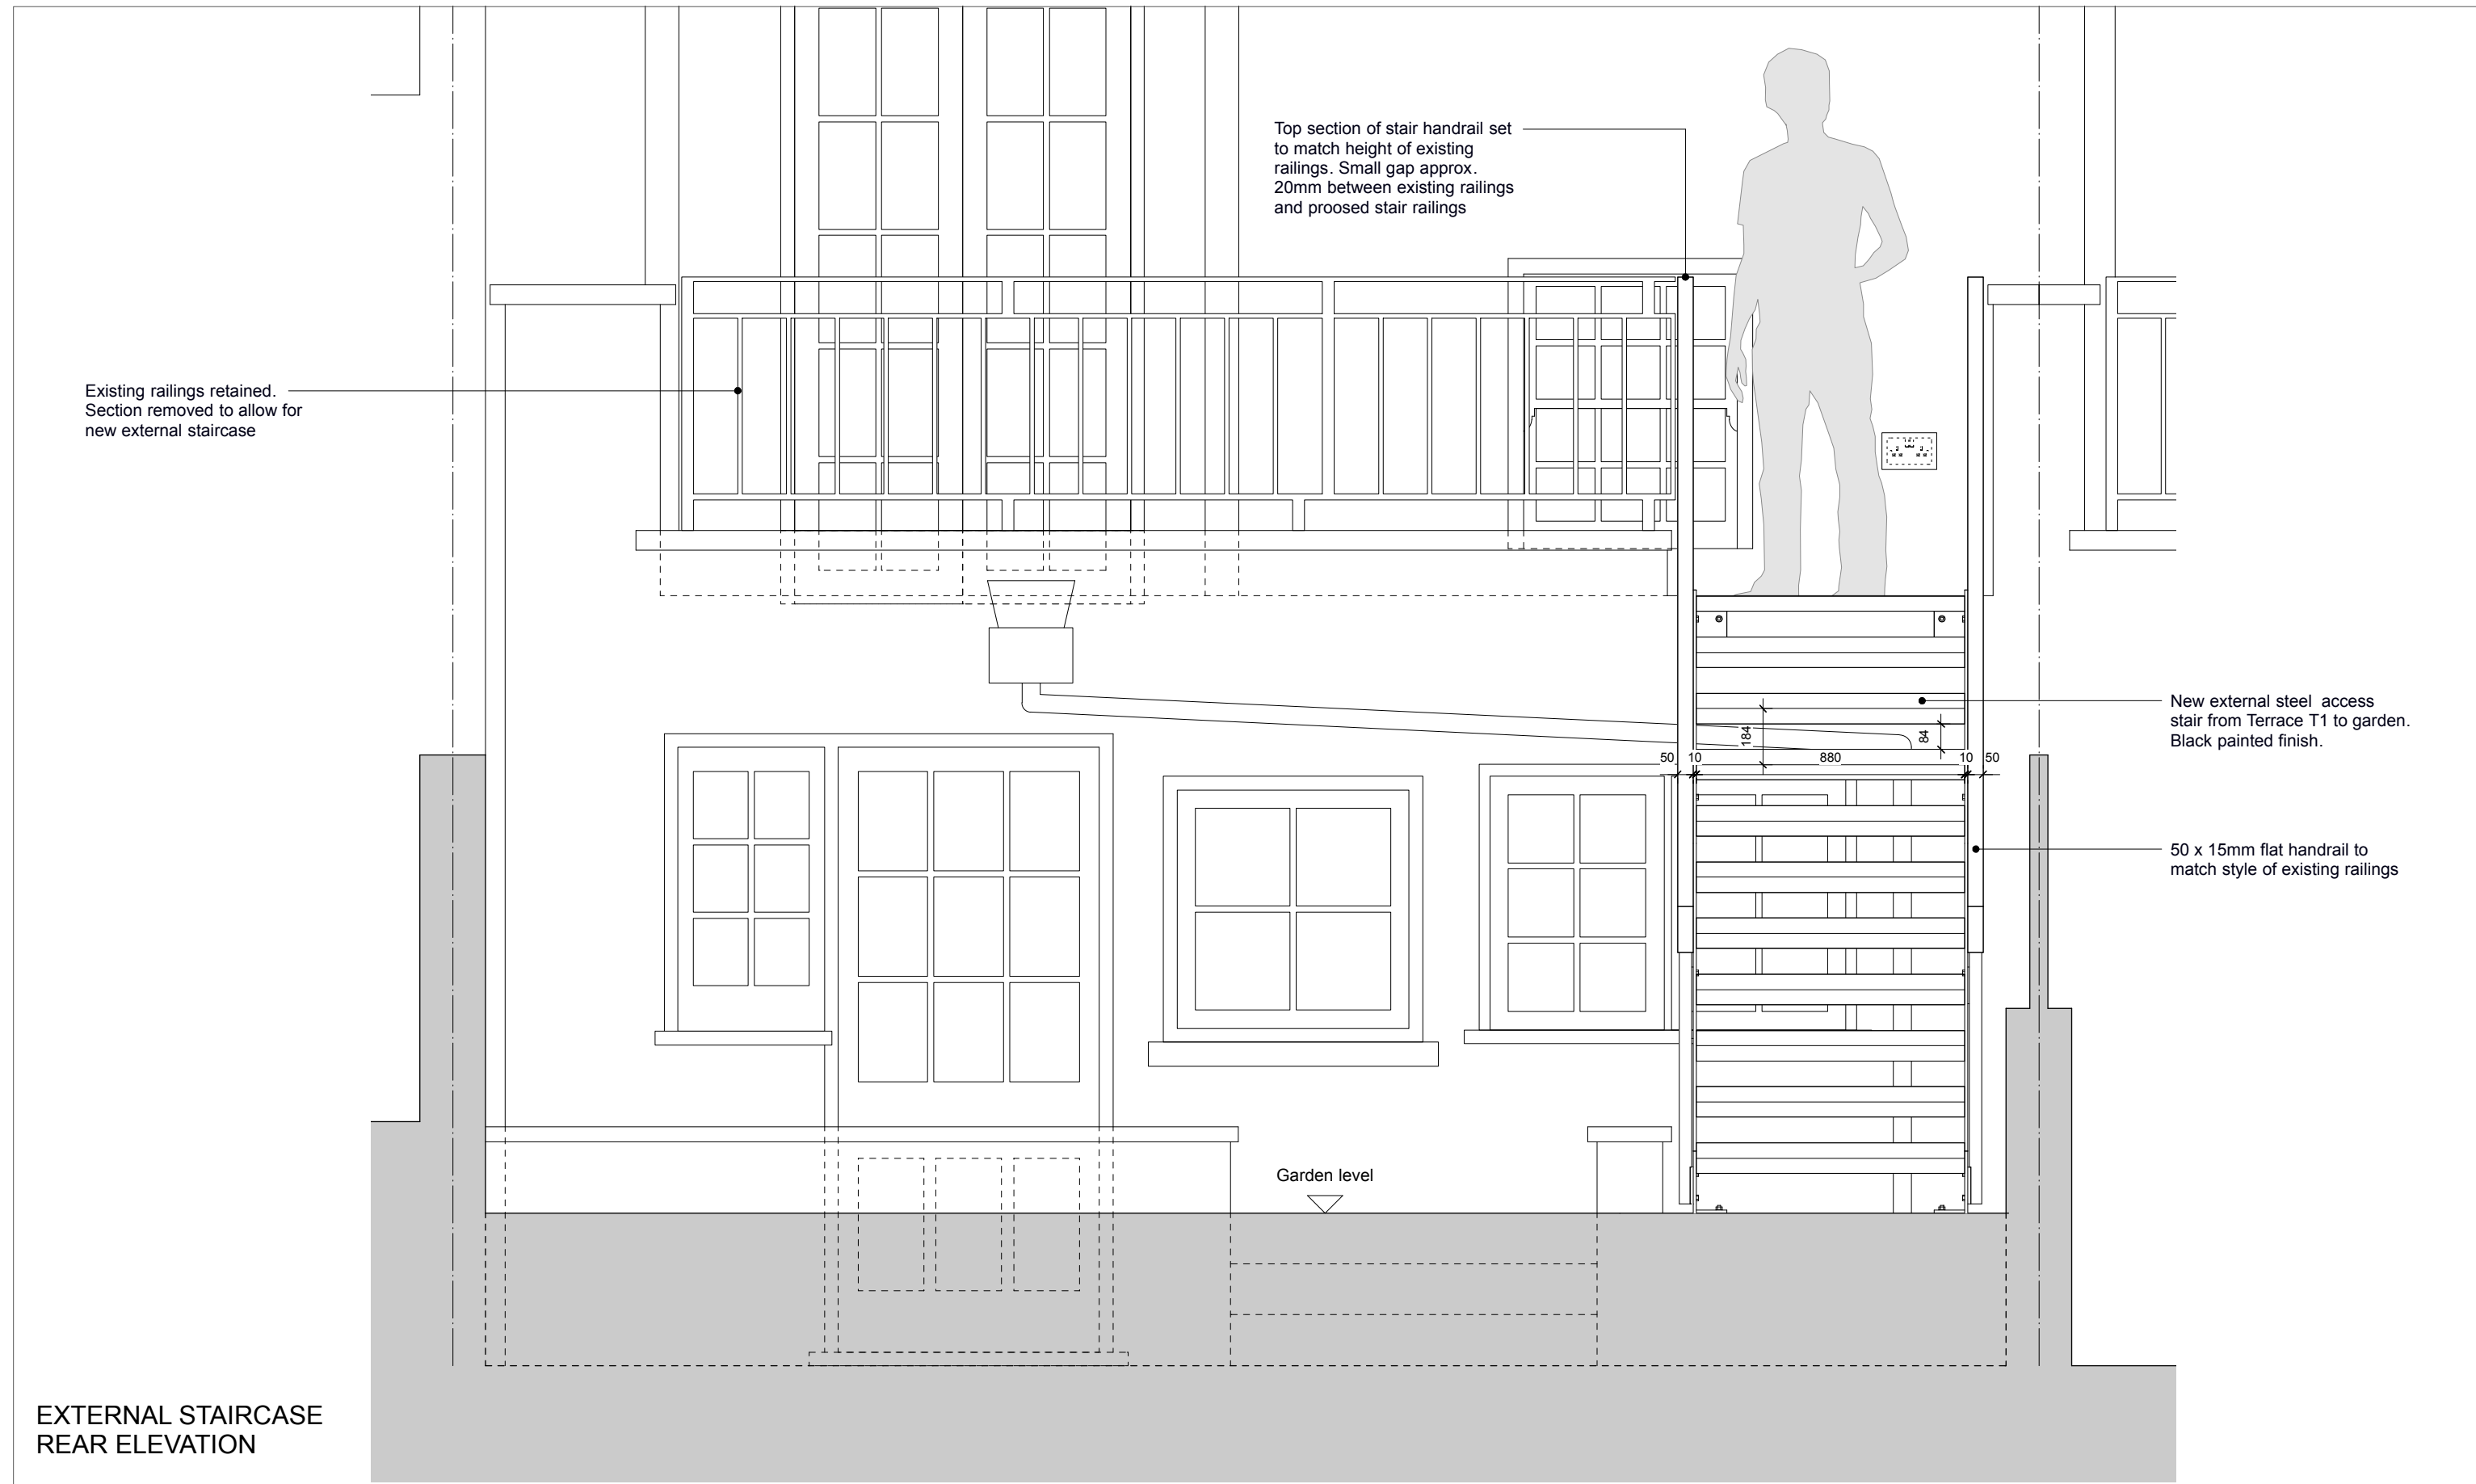 Top section of stair handrail set
to match height of existing
railings. Small gap approx.
20mm between existing railings
and proosed stair railings
Existing railings retained.
Section removed to allow for
new external staircase
New external steel  access
stair from Terrace T1 to garden.
Black painted finish.
184
84
50
10
880
10
50
50 x 15mm flat handrail to
match style of existing railings
Garden level
EXTERNAL STAIRCASE
REAR ELEVATION